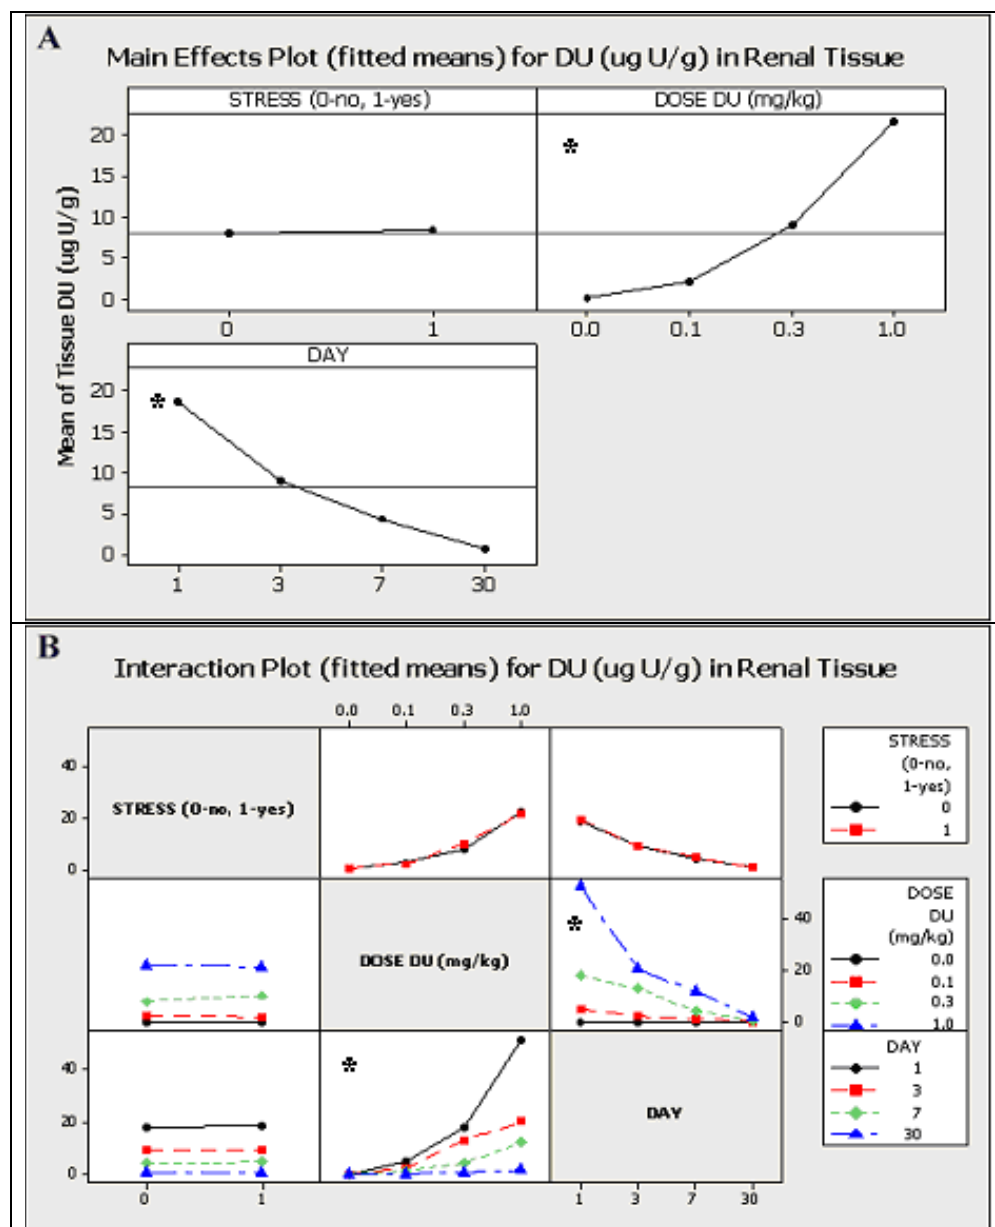 A
Main Effects Plot (fitted means) for DU (ug U/g) in Renal Tissue
STRESS (0-no, 1-yes)
DOSE DU (mg/kg)
Mean of Tissue DU (ug U/g)
20
15
10
5
0
*
0
1
0.0
0.1
0.3
1.0
DAY
20
15
10
5
0
*
1
3
7
30
B
Interaction Plot (fitted means) for DU (ug U/g) in Renal Tissue
0.0
0.1
0.3
1.0
40
20
0
STRESS (0-no, 1-yes)
STRESS
(0-no,
1-yes)
0
1
DOSE DU (mg/kg)
*
40
20
0
DOSE
DU
(mg/kg)
0.0
0.1
0.3
1.0
40
20
0
*
DAY
DAY
1
3
7
30
0
1
1
3
7
30